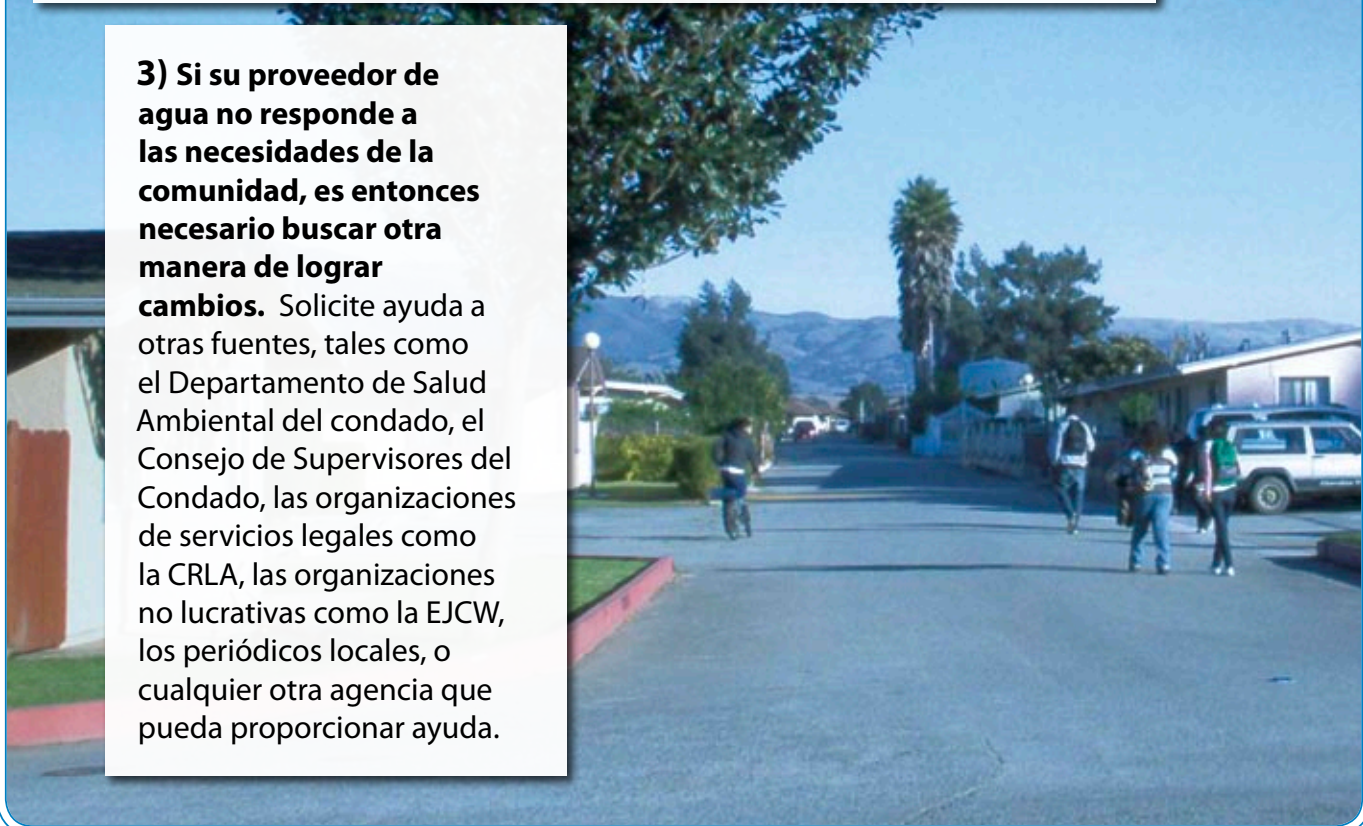 3) Si su proveedor de
agua no responde a
las necesidades de la
comunidad, es entonces
necesario buscar otra
manera de lograr
cambios. Solicite ayuda a
otras fuentes, tales como
el Departamento de Salud
Ambiental del condado, el
Consejo de Supervisores del
Condado, las organizaciones
de servicios legales como
la CRLA, las organizaciones
no lucrativas como la EJCW,
los periódicos locales, o
cualquier otra agencia que
pueda proporcionar ayuda.